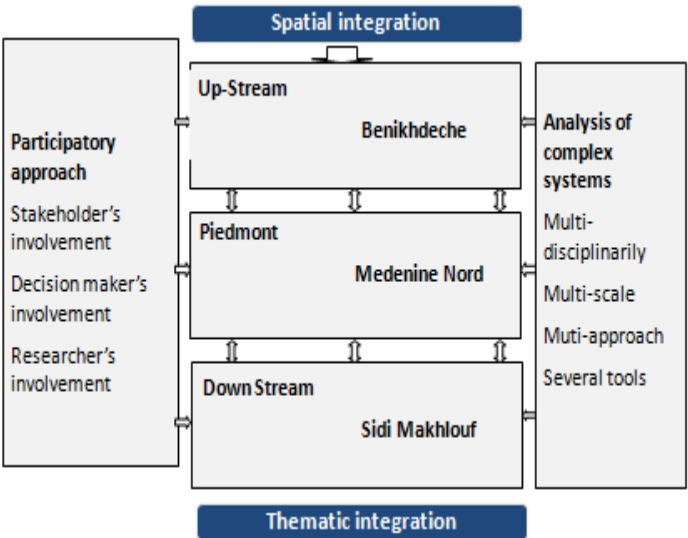 Spatial integration
Participatory
approach
Stakeholder's
involvement
Decision maker's
involvement
Researcher's
involvement
Up-Stream
Benikhdeche
Piedmont
Medenine Nord
Down Stream
Sidi Makhlouf
Analysis of
complex
systems
Multi-
disciplinarily
Multi-scale
Muti-approach
Several tools
Thematic integration